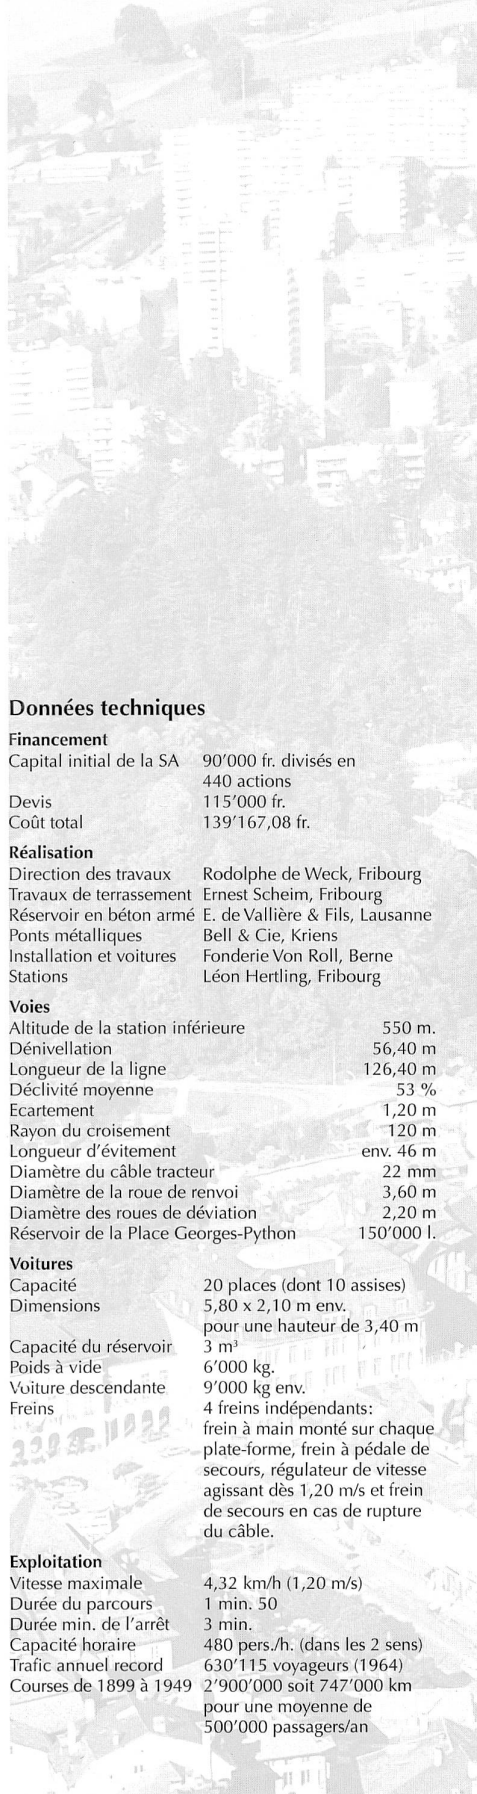 Données techniques
Financement
Capital initial de la SA 90’000 fr. divisés en
440 actions
Devis 115’000 fr.
Coût total 139’167,08 fr.
Réalisation
Direction des travaux Rodolphe de Weck, Fribourg
Travaux de terrassement Ernest Scheim, Fribourg
Réservoir en béton armé E. de Vallière & Fils, Lausanne
Ponts métalliques Bell & Cie, Kriens
Installation et voitures Fonderie Von Roll, Berne
Stations Léon Hertling, Fribourg
Voies
Altitude de la station inférieure 550 m.
Dénivellation 56,40 m
Longueur de la ligne 126,40 m
Déclivité moyenne 53 %
Ecartement 1,20 m
Rayon du croisement 120 m
Longueur d’évitement env. 46 m
Diamètre du câble tracteur 22 mm
Diamètre de la roue de renvoi 3,60 m
Diamètre des roues de déviation 2,20 m
Réservoir de la Place Georges-Python 150’000 l.
Voitures
Capacité 20 places (dont 10 assises)
Dimensions 5,80 x 2,10 m env.
pour une hauteur de 3,40 m
Capacité du réservoir 3 m³
Poids à vide 6’000 kg.
Voiture descendante 9’000 kg env.
Freins 4 freins indépendants:
frein à main monté sur chaque
plate-forme, frein à pédale de
secours, régulateur de vitesse
agissant dès 1,20 m/s et frein
de secours en cas de rupture
du câble.
Exploitation
Vitesse maximale 4,32 km/h (1,20 m/s)
Durée du parcours 1 min. 50
Durée min. de l’arrêt 3 min.
Capacité horaire 480 pers./h. (dans les 2 sens)
Trafic annuel record 630’115 voyageurs (1964)
Courses de 1899 à 1949 2’900’000 soit 747’000 km
pour une moyenne de
500’000 passagers/an